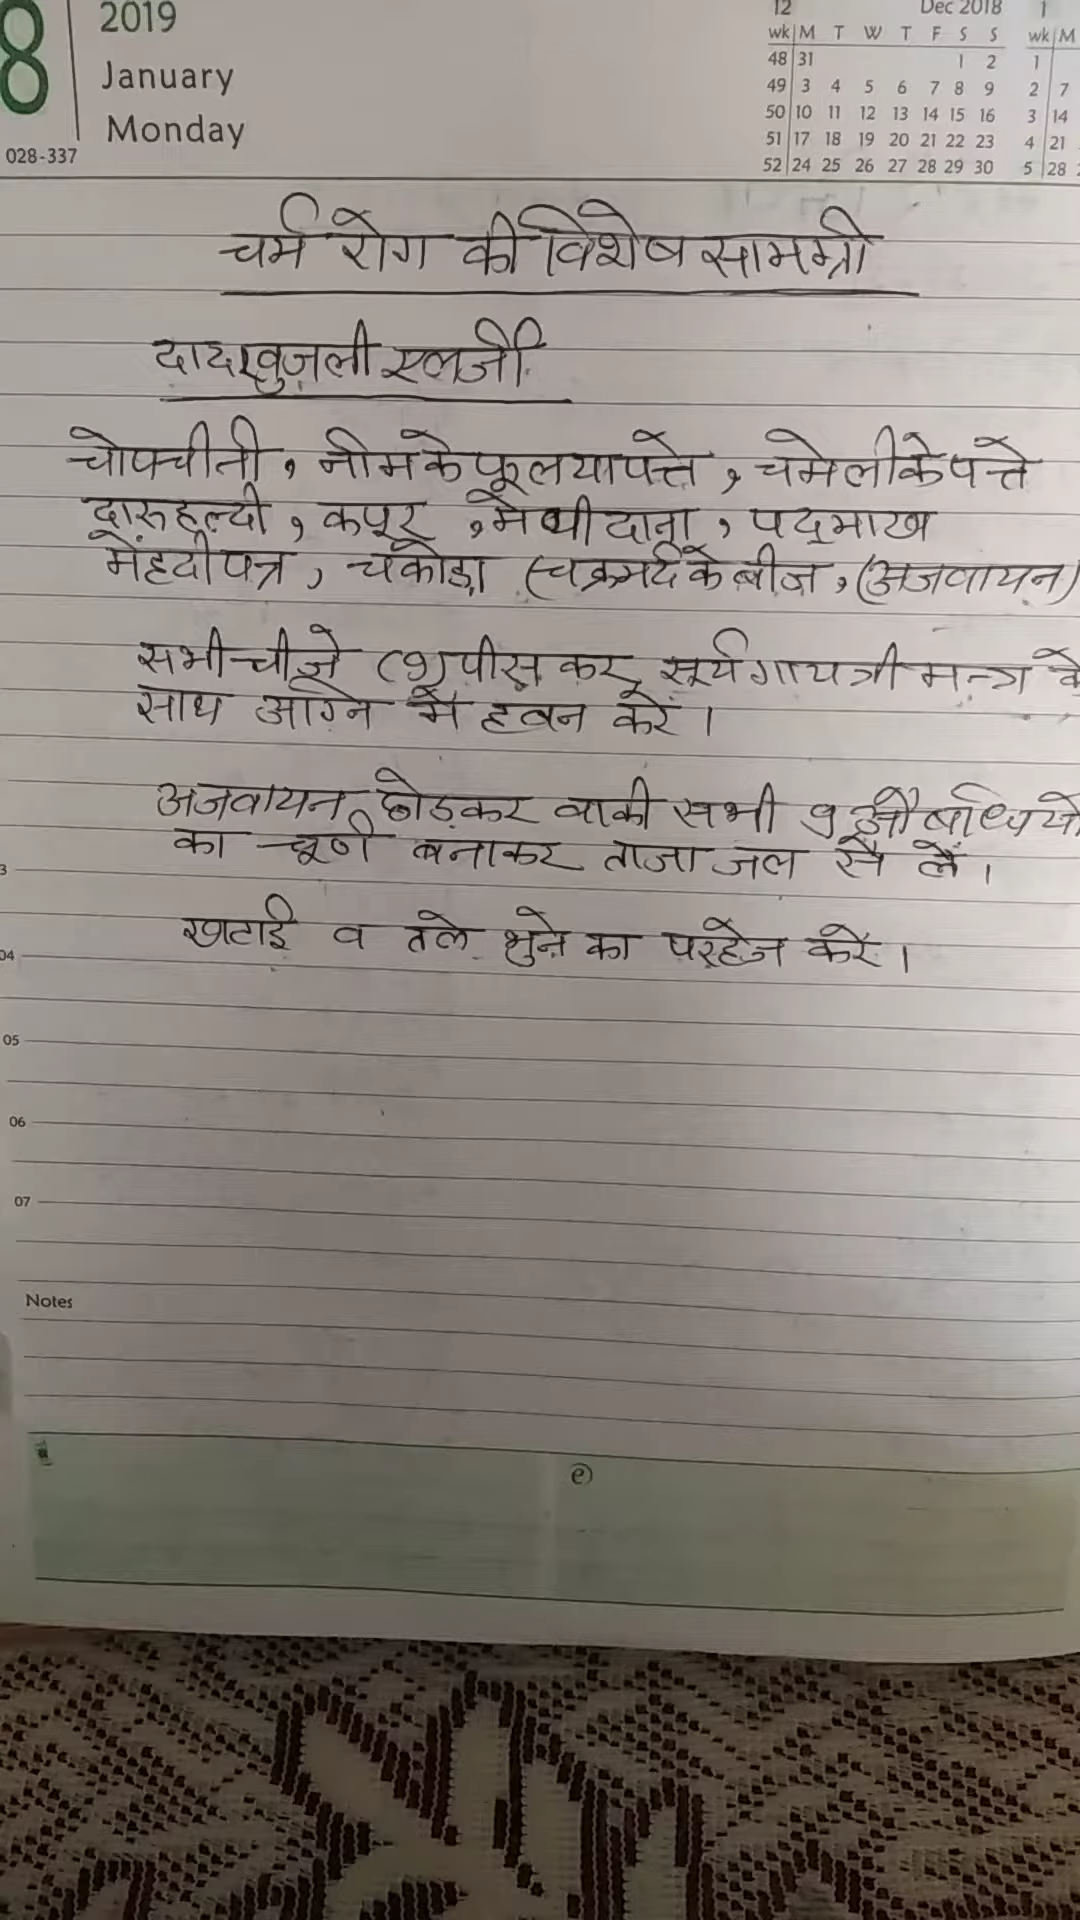 8
2019
January
Monday
028-337
12 Dec 2018 1
wk M T W T F S S wk M
48 31 1 2 1
49 3 4 5 6 7 8 9 2 7
50 10 11 12 13 14 15 16 3 14
51 17 18 19 20 21 22 23 4 21
52 24 25 26 27 28 29 30 5 28
चर्म रोग की विशेष सामग्री
दाद खुजली एलर्जी
चोपचीनी, नीम के फूल या पत्ते, चमेली के पत्ते
दारुहल्दी, कपूर, मेथी दाना, पद्माख
मेंहदी पत्र, चकोड़ा (चक्रमर्द के बीज, (अजवायन)
सभी चीजे (9) पीस कर सूर्य गायत्री मन्त्र के
साथ अग्नि में हवन करें।
अजवायन छोड़कर बाकी सभी 9 औषधियो
का चूर्ण बनाकर ताजा जल से लें।
खटाई व तले भुने का परहेज करें।
3
04
05
06
07
Notes
e